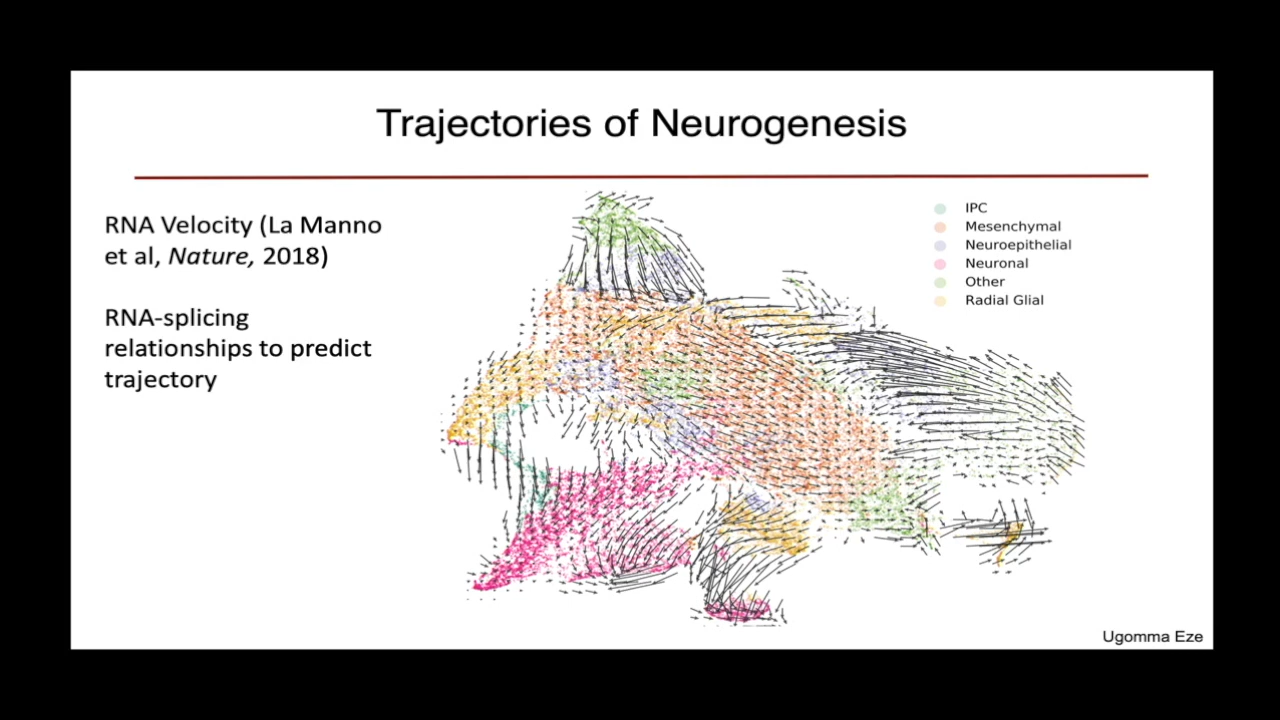 Trajectories of Neurogenesis
RNA Velocity (La Manno
et al, Nature, 2018)
RNA-splicing
relationships to predict
trajectory
IPC
Mesenchymal
Neuroepithelial
Neuronal
Other
Radial Glial
Ugomma Eze